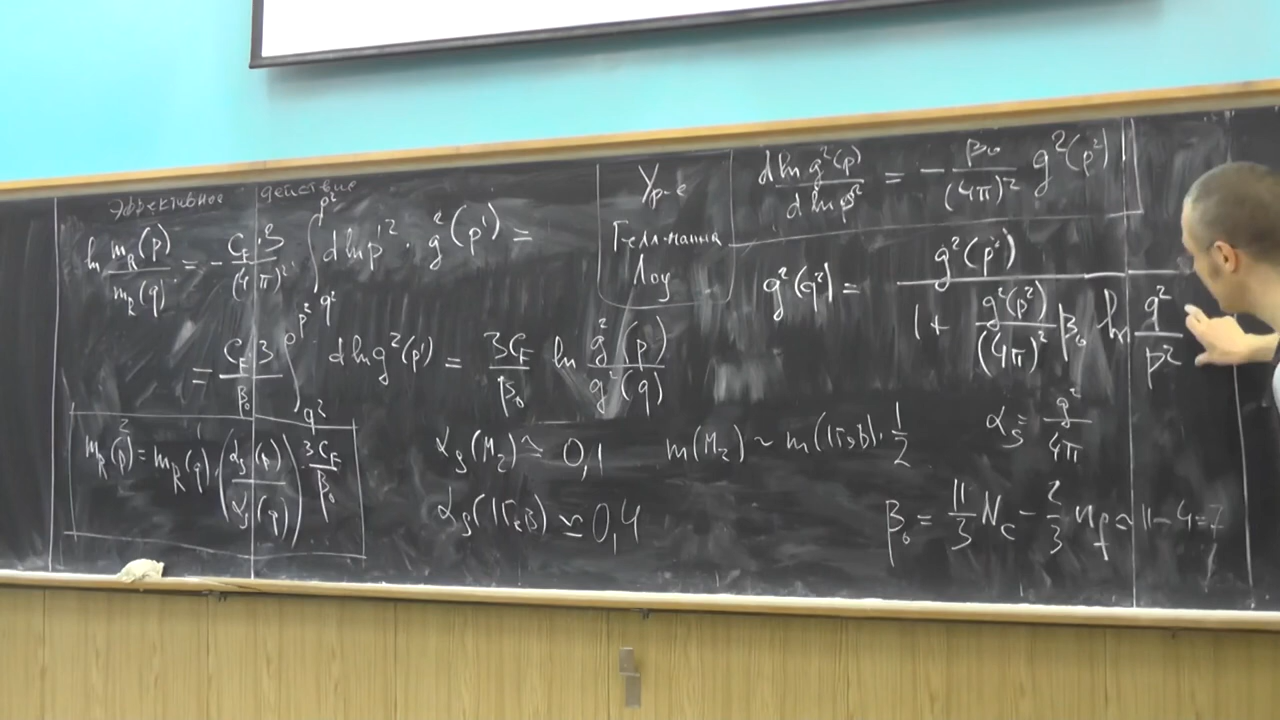 Эффективное действие
ln m_R(p)/m_R(q) = - C_F·3/(4π)² ∫_{p²}^{q²} d ln p'² · g²(p') =
= C_F·3/β₀ ∫_{q²}^{p²} d ln g²(p') = 3C_F/β₀ ln g²(p)/g²(q)
m_R(p) = m_R(q)·(α_s(p)/α_s(q))^{3C_F/β₀}
α_s(M_Z) ≃ 0,1
m(M_Z) ~ m(1ГэВ)·1/2
α_s(1ГэВ) ≃ 0,4
Ур-е
Гелл-манна
Лоу
d ln g²(p)/d ln p² = - β₀/(4π)² g²(p²)
g²(q²) = g²(p²)/(1 + g²(p²)/(4π)² β₀ ln q²/p²)
α_s = g²/4π
β₀ = 11/3 N_c - 2/3 n_f ~ 11 - 4 = 7